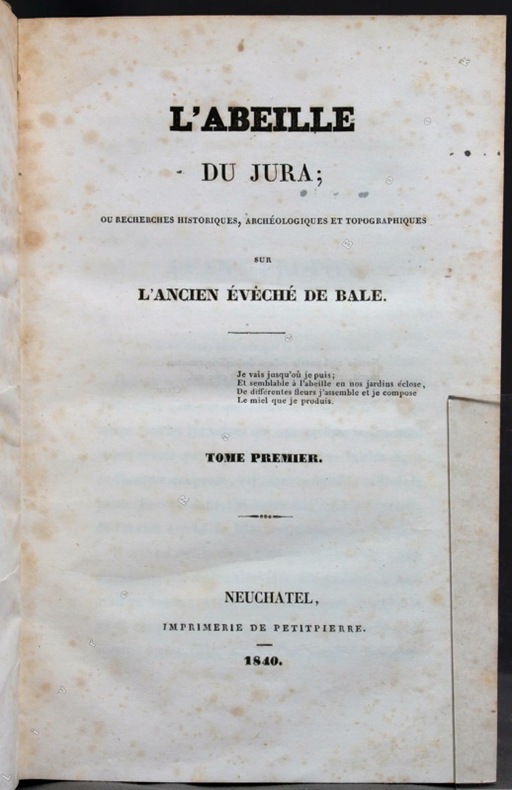 L'ABEILLE
DU JURA;
OU RECHERCHES HISTORIQUES, ARCHÉOLOGIQUES ET TOPOGRAPHIQUES
SUR
L'ANCIEN ÉVÈCHÉ DE BALE.
Je vais jusqu'où je puis;
Et semblable à l'abeille en nos jardins éclose,
De différentes fleurs j'assemble et je compose
Le miel que je produis.
TOME PREMIER.
NEUCHATEL,
IMPRIMERIE DE PETITPIERRE.
1840.